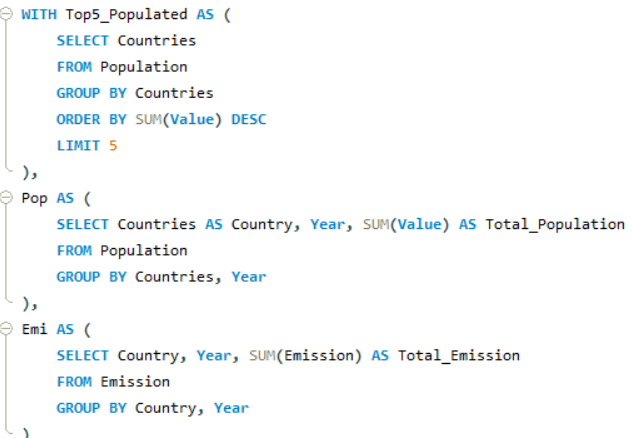 WITH Top5_Populated AS (
    SELECT Countries
    FROM Population
    GROUP BY Countries
    ORDER BY SUM(Value) DESC
    LIMIT 5
),
Pop AS (
    SELECT Countries AS Country, Year, SUM(Value) AS Total_Population
    FROM Population
    GROUP BY Countries, Year
),
Emi AS (
    SELECT Country, Year, SUM(Emission) AS Total_Emission
    FROM Emission
    GROUP BY Country, Year
)